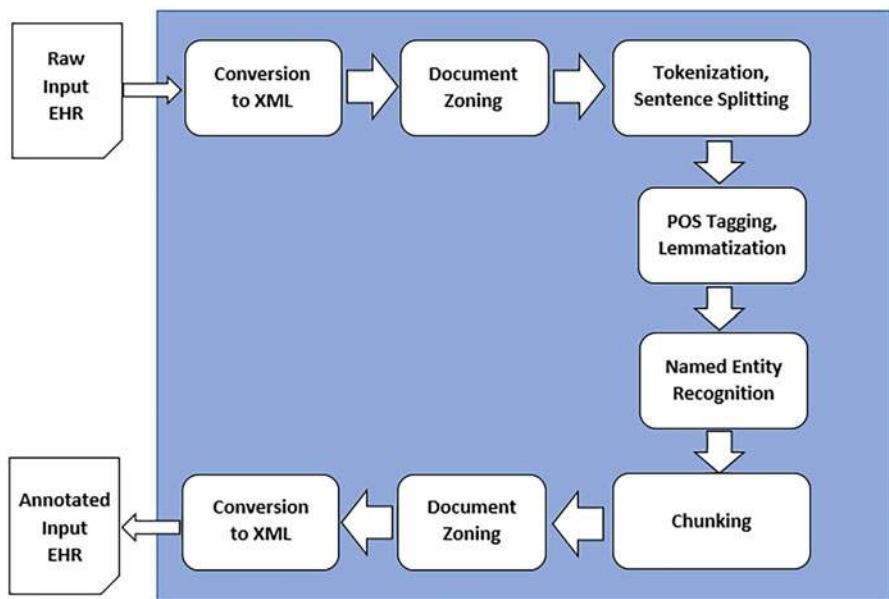 Raw
Input
EHR
Conversion
to XML
Document
Zoning
Tokenization,
Sentence Splitting
POS Tagging,
Lemmatization
Named Entity
Recognition
Chunking
Document
Zoning
Conversion
to XML
Annotated
Input
EHR